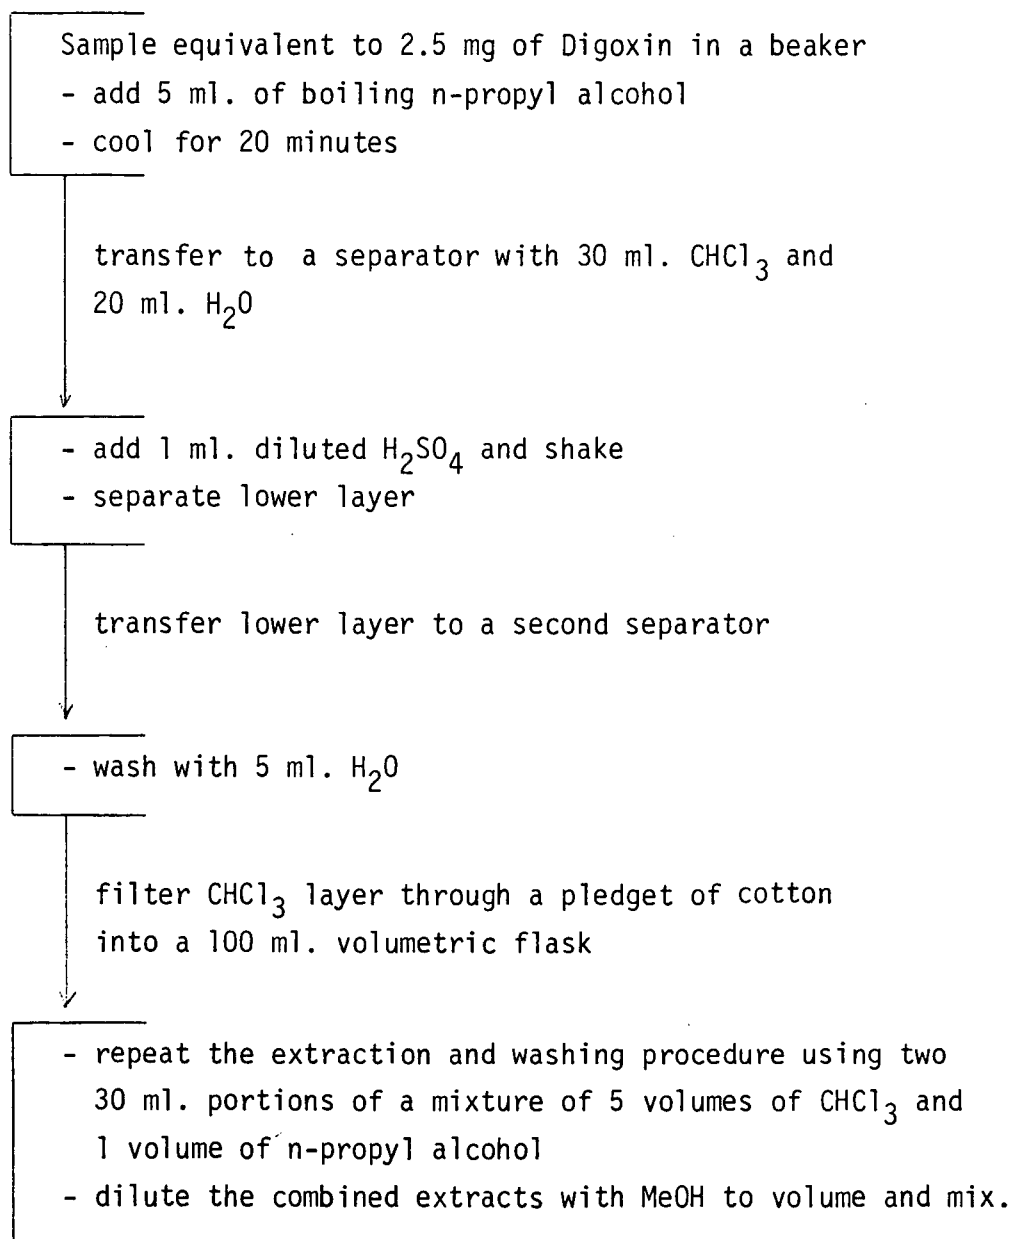 Sample equivalent to 2.5 mg of Digoxin in a beaker
- add 5 ml. of boiling n-propyl alcohol
- cool for 20 minutes
transfer to a separator with 30 ml. CHCl3 and
20 ml. H2O
- add 1 ml. diluted H2SO4 and shake
- separate lower layer
transfer lower layer to a second separator
- wash with 5 ml. H2O
filter CHCl3 layer through a pledget of cotton
into a 100 ml. volumetric flask
- repeat the extraction and washing procedure using two
30 ml. portions of a mixture of 5 volumes of CHCl3 and
1 volume of n-propyl alcohol
- dilute the combined extracts with MeOH to volume and mix.